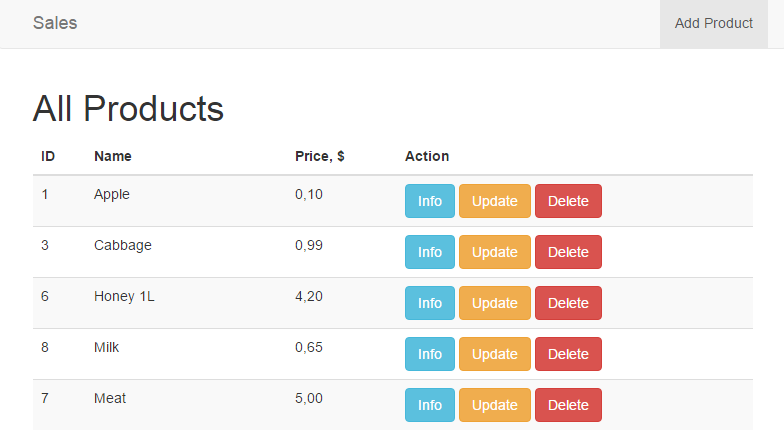 Sales Add Product
All Products
ID Name Price, $ Action
1 Apple 0,10 Info Update Delete
3 Cabbage 0,99 Info Update Delete
6 Honey 1L 4,20 Info Update Delete
8 Milk 0,65 Info Update Delete
7 Meat 5,00 Info Update Delete